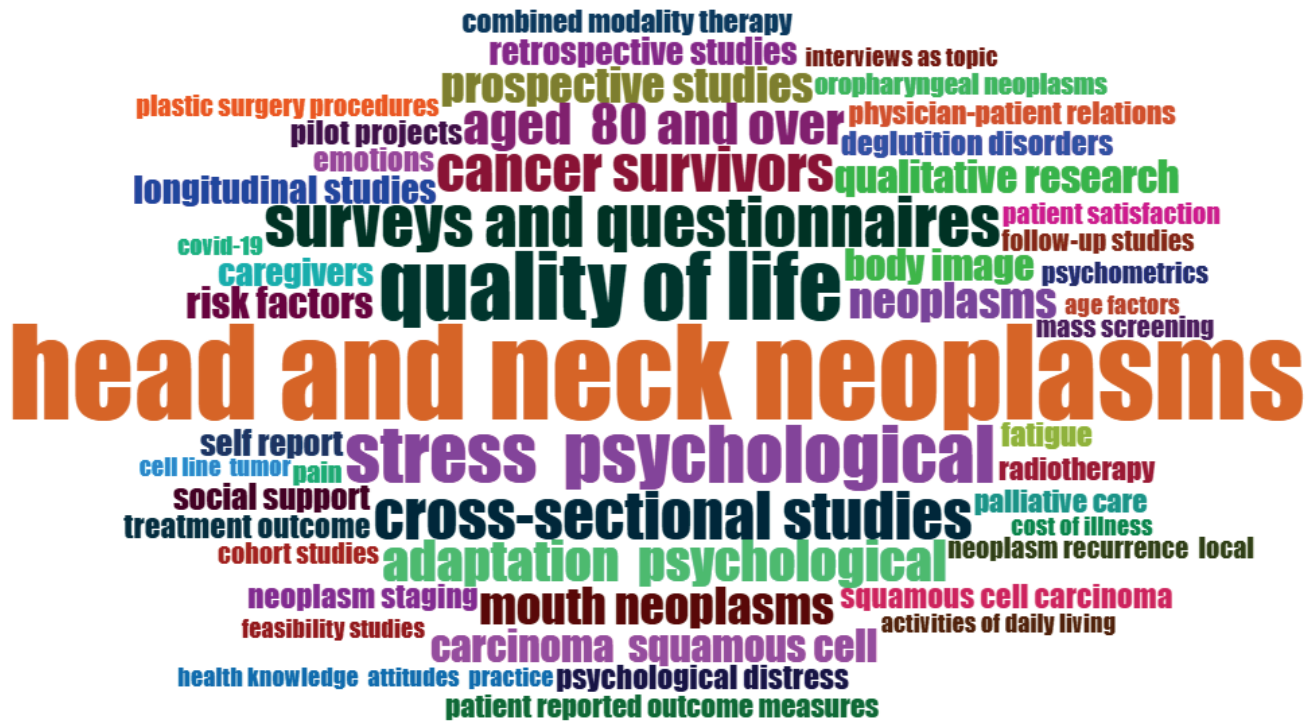 combined modality therapy
retrospective studies
interviews as topic
prospective studies
oropharyngeal neoplasms
plastic surgery procedures
aged 80 and over
physician-patient relations
pilot projects
deglutition disorders
emotions
cancer survivors
qualitative research
longitudinal studies
surveys and questionnaires
patient satisfaction
covid-19
follow-up studies
caregivers
quality of life
body image
psychometrics
risk factors
neoplasms
age factors
mass screening
head and neck neoplasms
self report
stress psychological
fatigue
cell line tumor
pain
radiotherapy
social support
cross-sectional studies
palliative care
treatment outcome
cost of illness
cohort studies
adaptation psychological
neoplasm recurrence local
neoplasm staging
mouth neoplasms
squamous cell carcinoma
feasibility studies
activities of daily living
carcinoma squamous cell
health knowledge attitudes practice
psychological distress
patient reported outcome measures